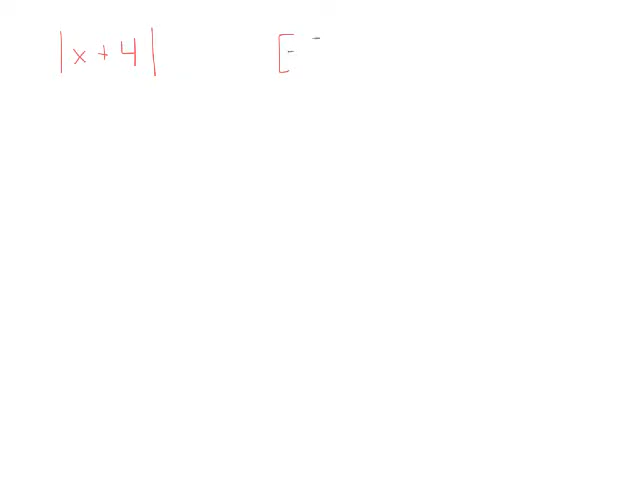 |x + 4| [-